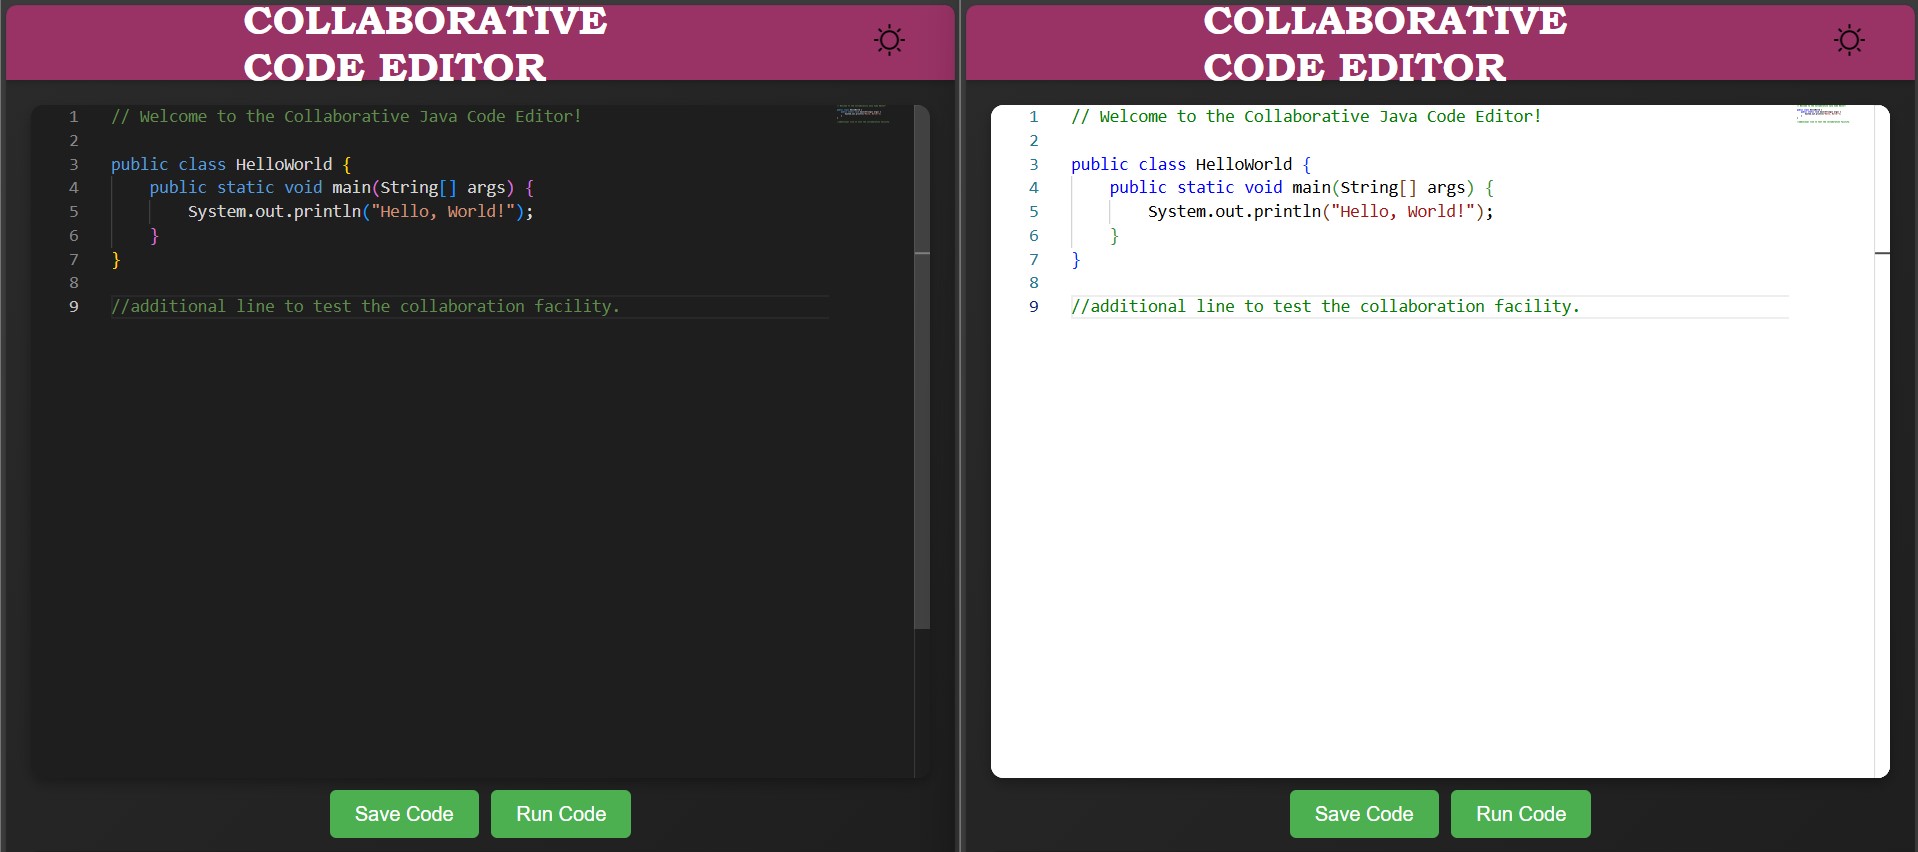 COLLABORATIVE
CODE EDITOR
1 // Welcome to the Collaborative Java Code Editor!
2
3 public class HelloWorld {
4     public static void main(String[] args) {
5         System.out.println("Hello, World!");
6     }
7 }
8
9 //additional line to test the collaboration facility.
Save Code
Run Code
COLLABORATIVE
CODE EDITOR
1 // Welcome to the Collaborative Java Code Editor!
2
3 public class HelloWorld {
4     public static void main(String[] args) {
5         System.out.println("Hello, World!");
6     }
7 }
8
9 //additional line to test the collaboration facility.
Save Code
Run Code